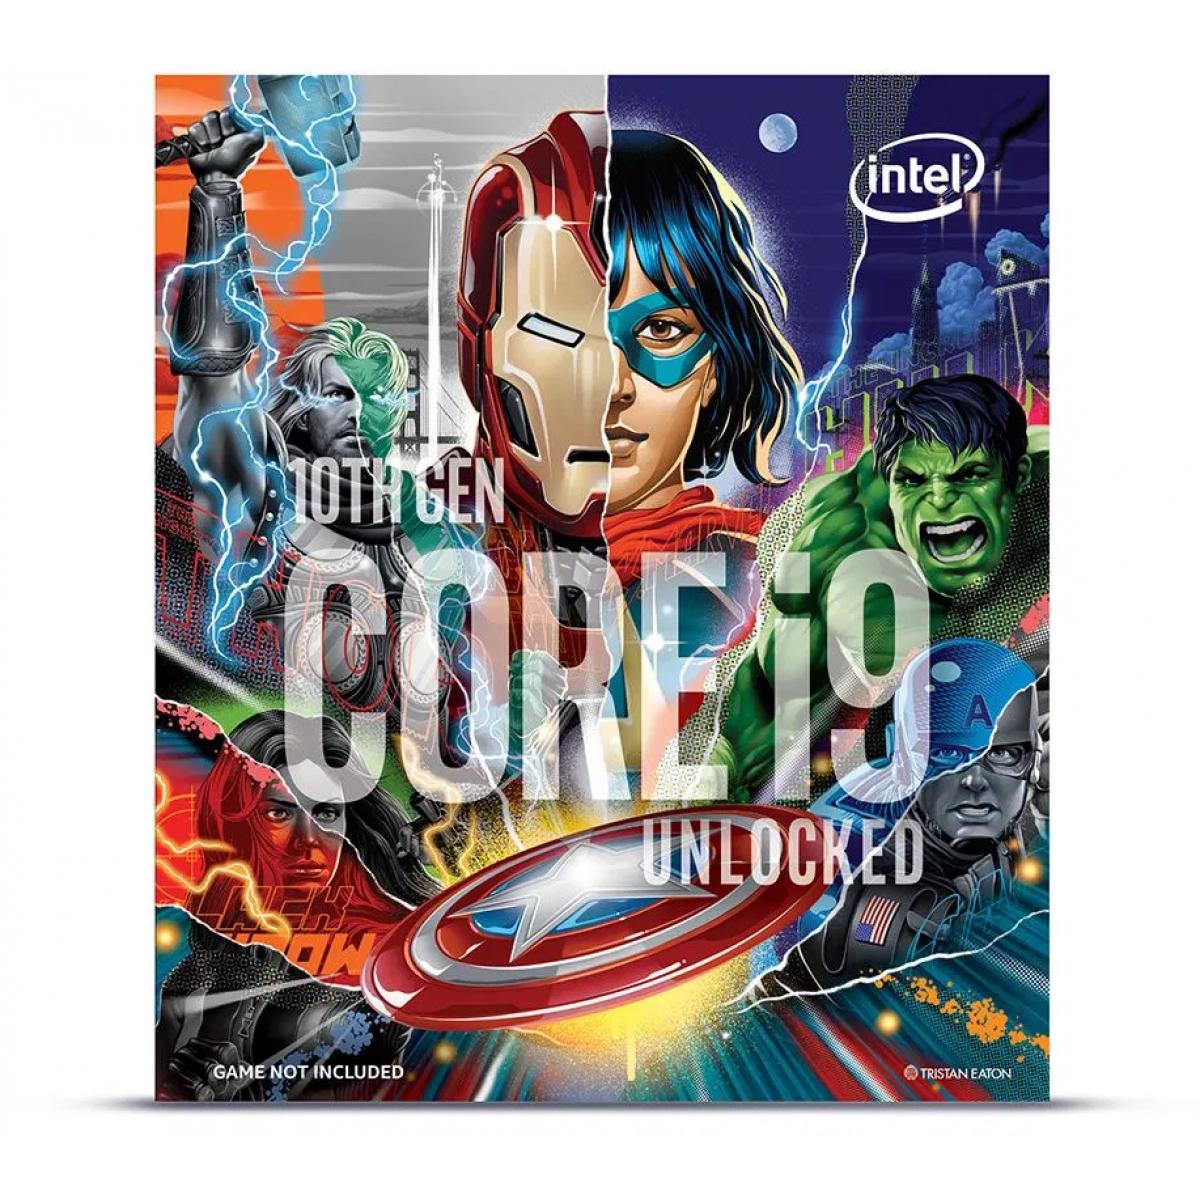 intel
10TH GEN
CORE i9
UNLOCKED
A
GAME NOT INCLUDED
TRISTAN EATON